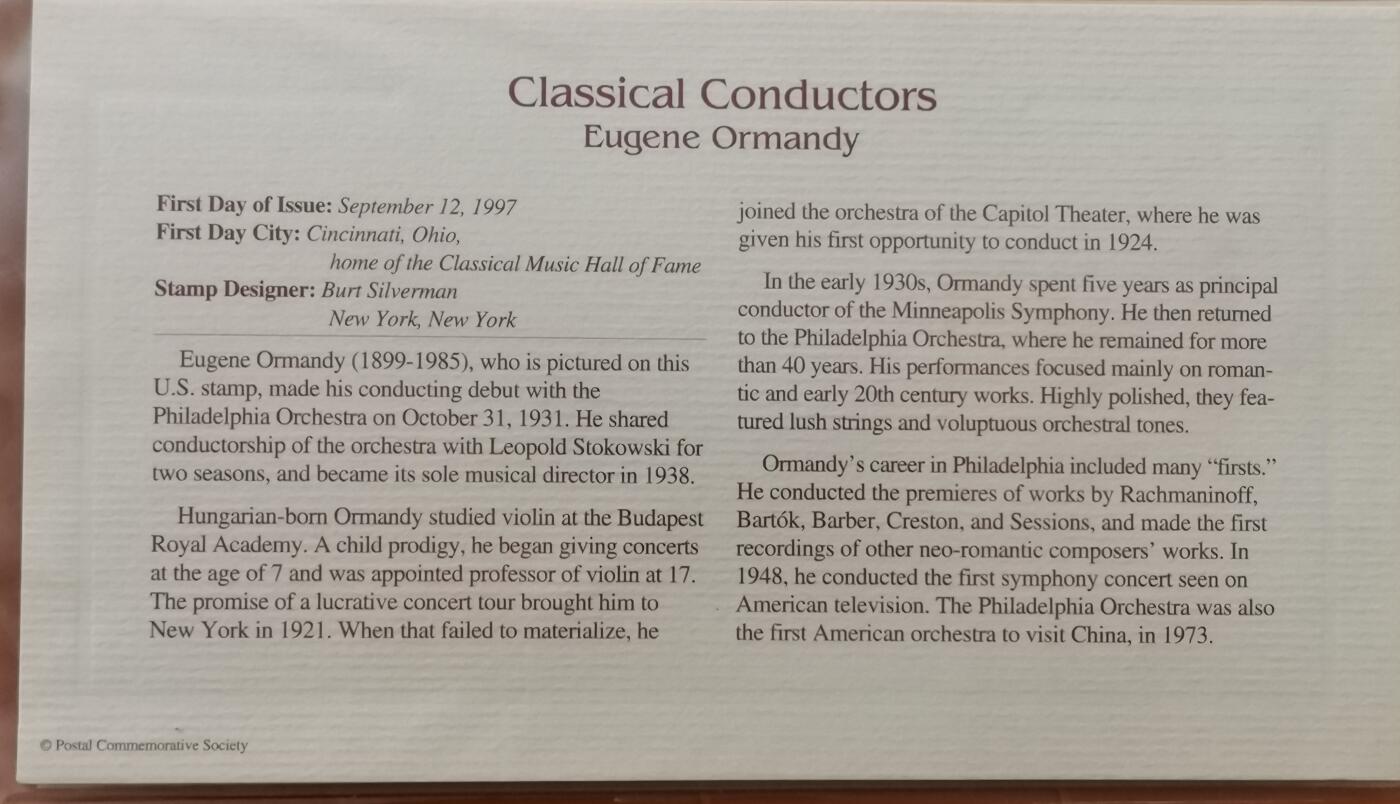 Classical Conductors
Eugene Ormandy
First Day of Issue: September 12, 1997
First Day City: Cincinnati, Ohio,
home of the Classical Music Hall of Fame
Stamp Designer: Burt Silverman
New York, New York
Eugene Ormandy (1899-1985), who is pictured on this
U.S. stamp, made his conducting debut with the
Philadelphia Orchestra on October 31, 1931. He shared
conductorship of the orchestra with Leopold Stokowski for
two seasons, and became its sole musical director in 1938.
Hungarian-born Ormandy studied violin at the Budapest
Royal Academy. A child prodigy, he began giving concerts
at the age of 7 and was appointed professor of violin at 17.
The promise of a lucrative concert tour brought him to
New York in 1921. When that failed to materialize, he
joined the orchestra of the Capitol Theater, where he was
given his first opportunity to conduct in 1924.
In the early 1930s, Ormandy spent five years as principal
conductor of the Minneapolis Symphony. He then returned
to the Philadelphia Orchestra, where he remained for more
than 40 years. His performances focused mainly on roman-
tic and early 20th century works. Highly polished, they fea-
tured lush strings and voluptuous orchestral tones.
Ormandy's career in Philadelphia included many “firsts.”
He conducted the premieres of works by Rachmaninoff,
Bartók, Barber, Creston, and Sessions, and made the first
recordings of other neo-romantic composers' works. In
1948, he conducted the first symphony concert seen on
American television. The Philadelphia Orchestra was also
the first American orchestra to visit China, in 1973.
© Postal Commemorative Society